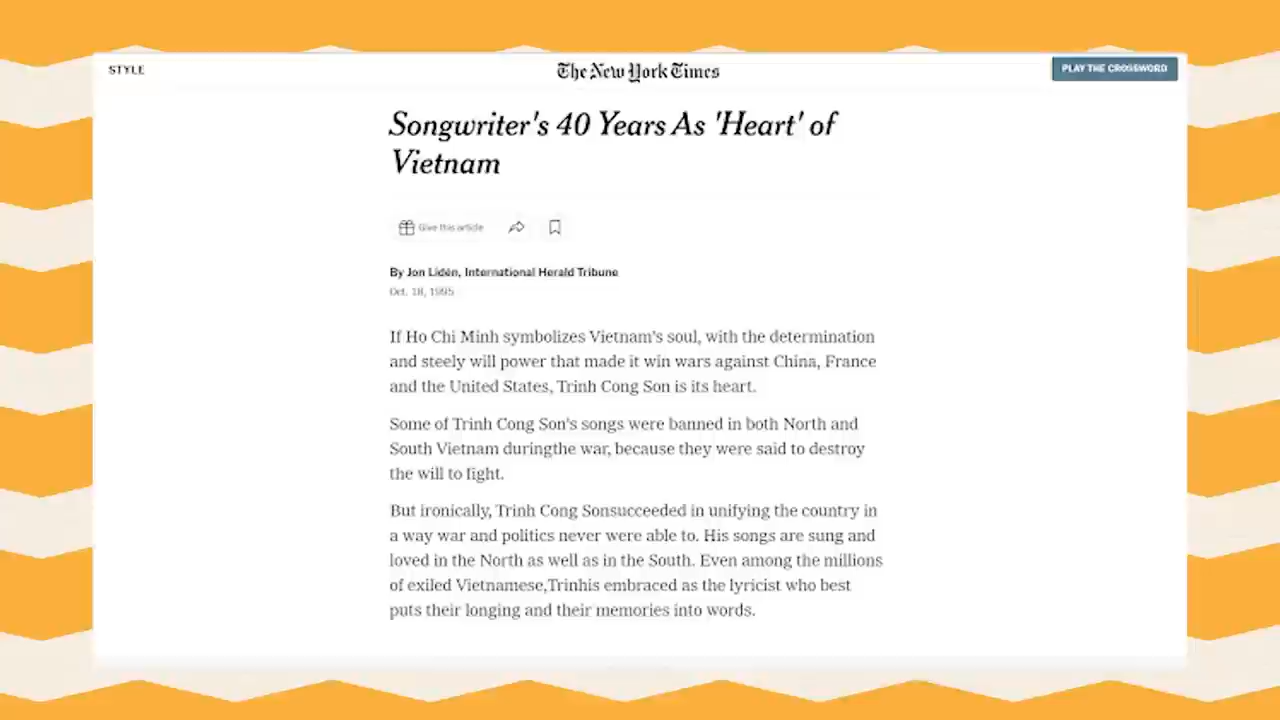 STYLE
The New York Times
PLAY THE CROSSWORD
Songwriter's 40 Years As 'Heart' of
Vietnam
Give this article
By Jon Lidén, International Herald Tribune
Oct. 18, 1995
If Ho Chi Minh symbolizes Vietnam's soul, with the determination
and steely will power that made it win wars against China, France
and the United States, Trinh Cong Son is its heart.
Some of Trinh Cong Son's songs were banned in both North and
South Vietnam duringthe war, because they were said to destroy
the will to fight.
But ironically, Trinh Cong Sonsucceeded in unifying the country in
a way war and politics never were able to. His songs are sung and
loved in the North as well as in the South. Even among the millions
of exiled Vietnamese,Trinhis embraced as the lyricist who best
puts their longing and their memories into words.